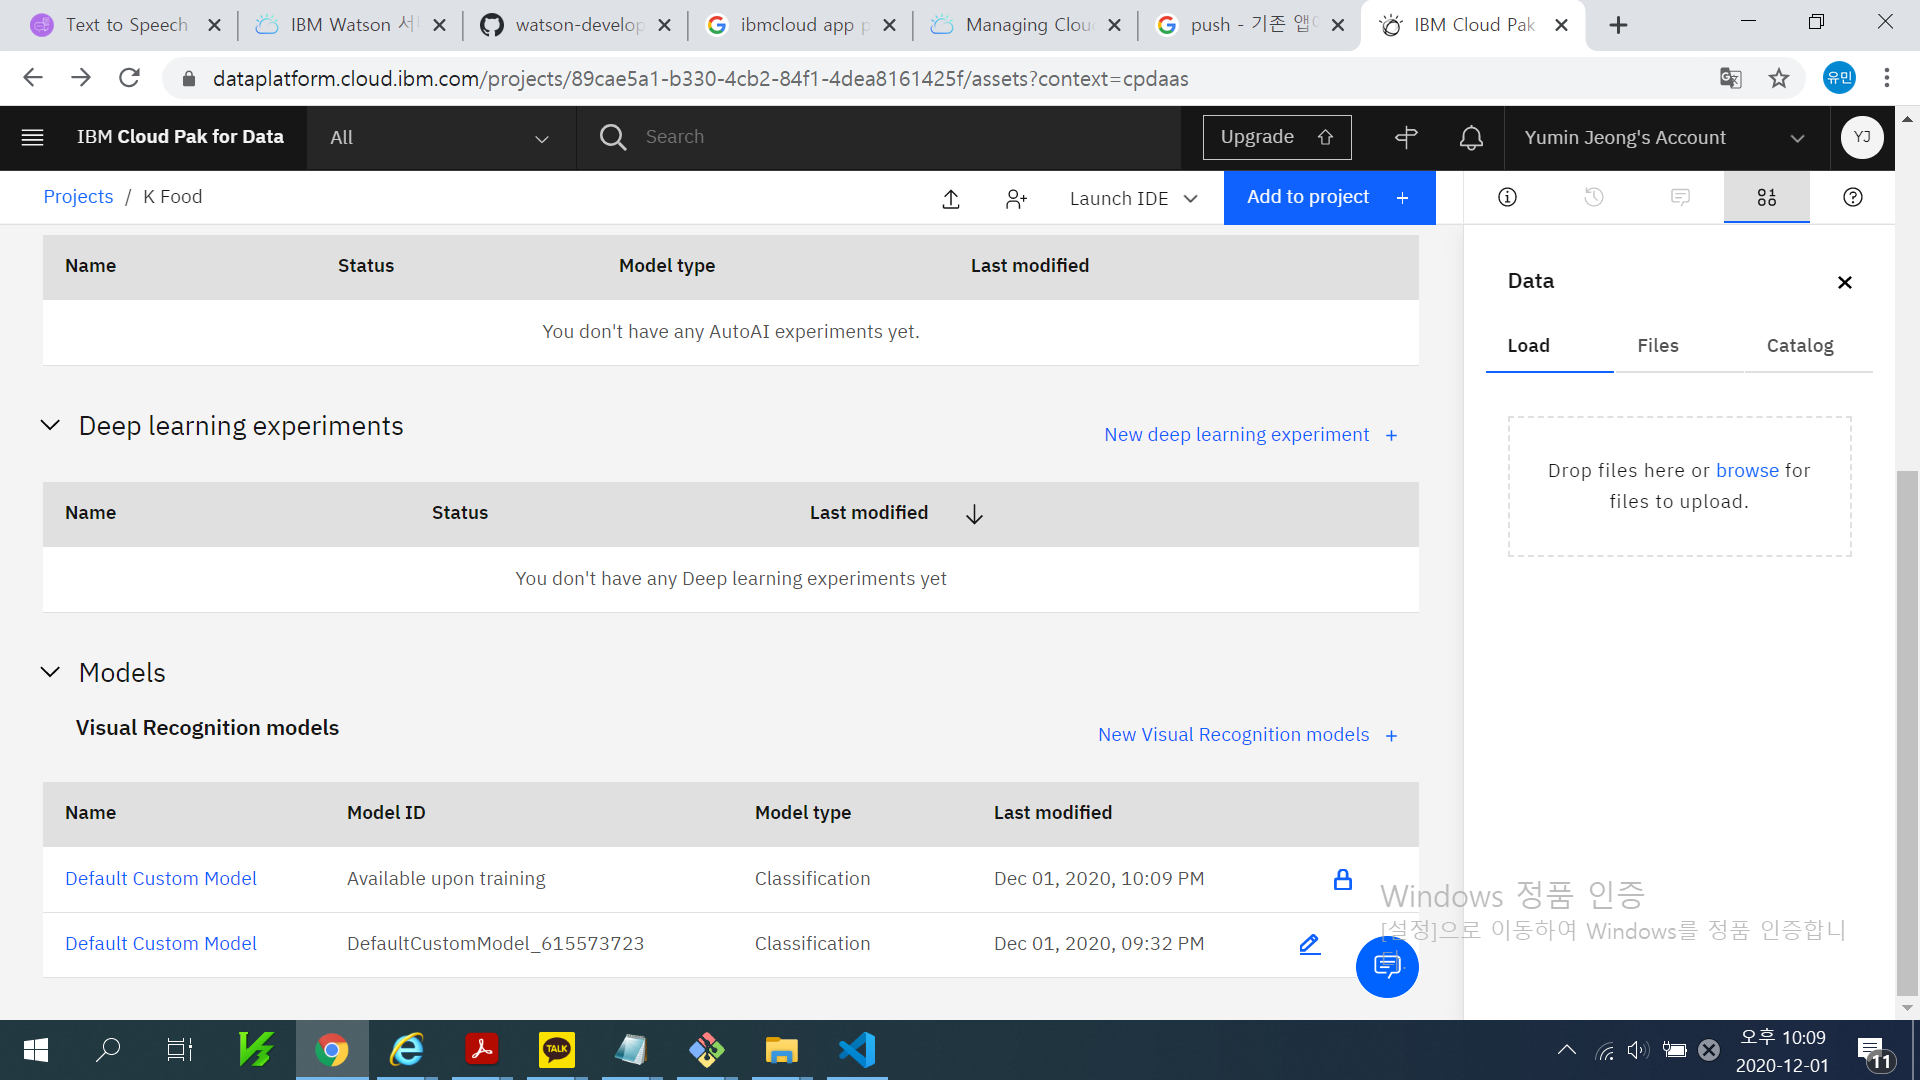 Text to Speech
IBM Watson
watson-develop
ibmcloud app p
Managing Clou
push - 기존
IBM Cloud Pak
dataplatform.cloud.ibm.com/projects/89cae5a1-b330-4cb2-84f1-4dea8161425f/assets?context=cpdaas
유민
IBM Cloud Pak for Data
All
Search
Upgrade
Yumin Jeong's Account
YJ
Projects / K Food
Launch IDE
Add to project +
Name Status Model type Last modified
You don't have any AutoAI experiments yet.
Deep learning experiments
New deep learning experiment +
Name Status Last modified
You don't have any Deep learning experiments yet
Models
Visual Recognition models
New Visual Recognition models +
Name Model ID Model type Last modified
Default Custom Model Available upon training Classification Dec 01, 2020, 10:09 PM
Default Custom Model DefaultCustomModel_615573723 Classification Dec 01, 2020, 09:32 PM
Data
Load Files Catalog
Drop files here or browse for
files to upload.
Windows 정품 인증
[설정]으로 이동하여 Windows를 정품 인증합니
다.
TALK
오후 10:09
2020-12-01
11